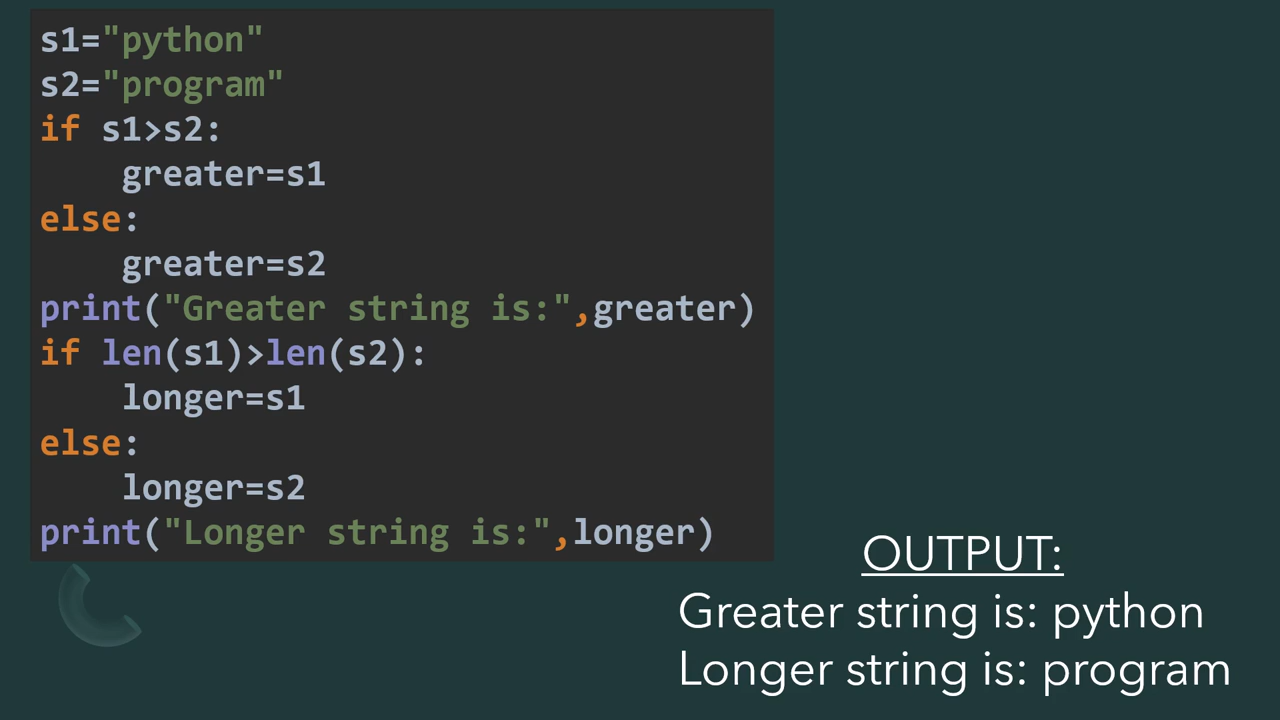 s1="python"
s2="program"
if s1>s2:
    greater=s1
else:
    greater=s2
print("Greater string is:",greater)
if len(s1)>len(s2):
    longer=s1
else:
    longer=s2
print("Longer string is:",longer)
OUTPUT:
Greater string is: python
Longer string is: program